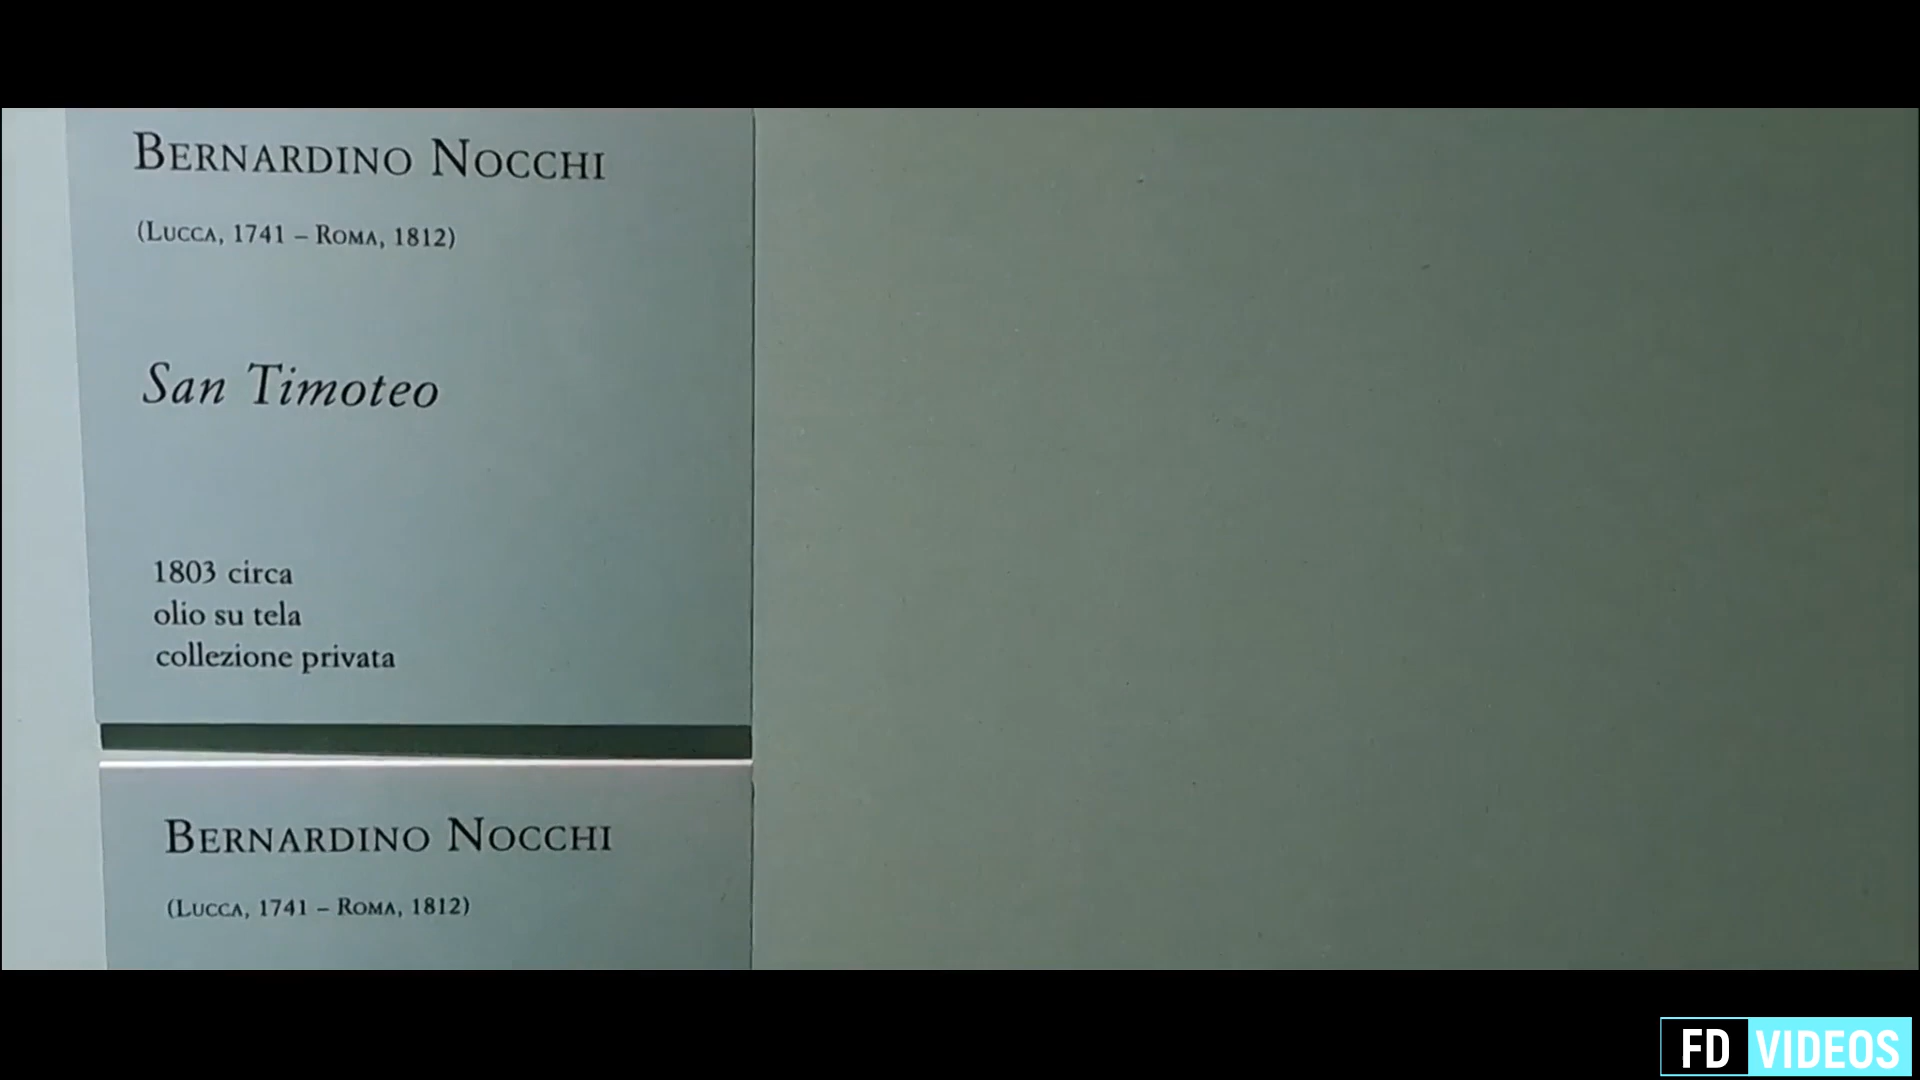 BERNARDINO NOCCHI
(LUCCA, 1741 – ROMA, 1812)
San Timoteo
1803 circa
olio su tela
collezione privata
BERNARDINO NOCCHI
(LUCCA, 1741 – ROMA, 1812)
FD VIDEOS